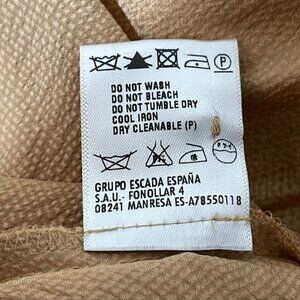 P
DO NOT WASH
DO NOT BLEACH
DO NOT TUMBLE DRY
COOL IRON
DRY CLEANABLE (P)
GRUPO ESCADA ESPAÑA
S.A.U.- FONOLLAR 4
08241 MANRESA ES-A78550118